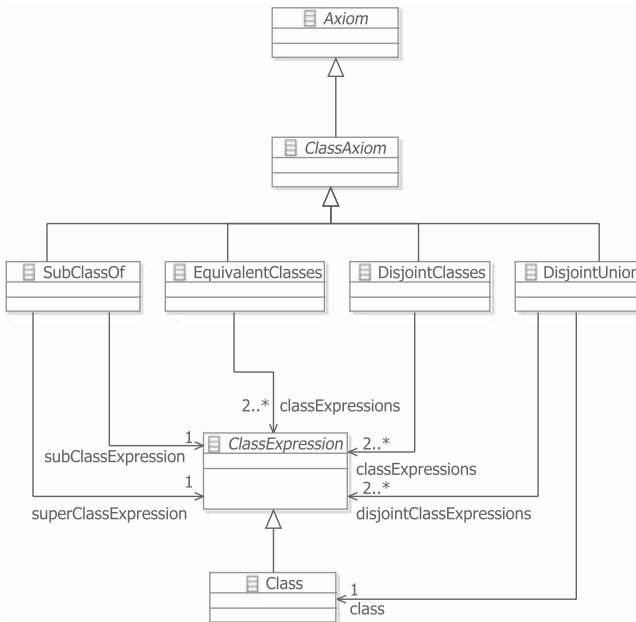 Axiom
ClassAxiom
SubClassOf
EquivalentClasses
DisjointClasses
DisjointUnion
2..* classExpressions
1
ClassExpression
2..*
subClassExpression
classExpressions
1
2..*
superClassExpression
disjointClassExpressions
Class
1
class